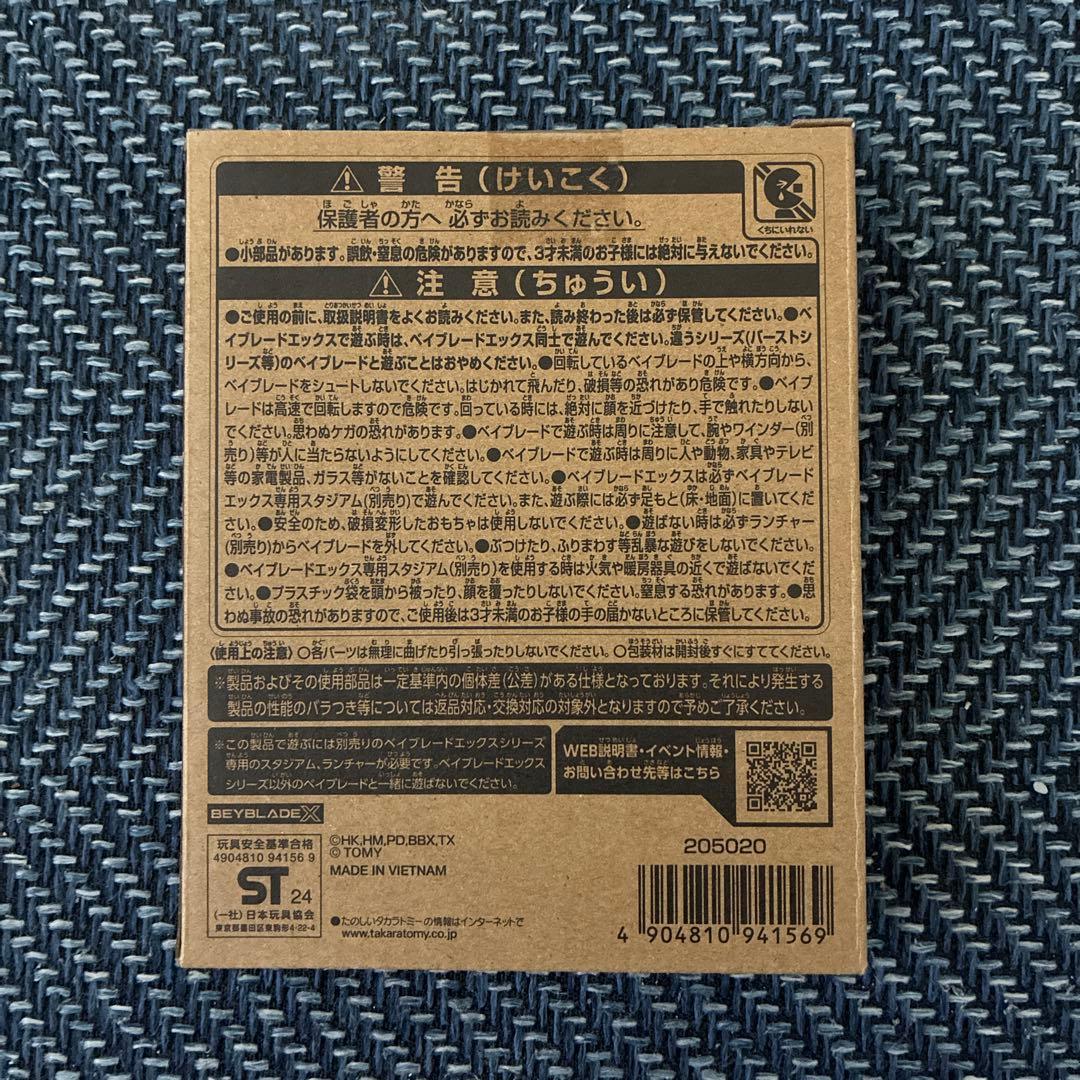 ⚠警 告(けいこく)
保護者の方へ 必ずお読みください。
くちにいれない
●小部品があります。誤飲・窒息の危険がありますので、3才未満のお子様には絶対に与えないでください。
⚠注 意(ちゅうい)
●ご使用の前に、取扱説明書をよくお読みください。また、読み終わった後は必ず保管してください。●ベ
イブレードエックスで遊ぶ時は、ベイブレードエックス同士で遊んでください。違うシリーズ(バーストシ
リーズ等)のベイブレードと遊ぶことはおやめください。●回転しているベイブレードの上や横方向から、
ベイブレードをシュートしないでください。はじかれて飛んだり、破損等の恐れがあり危険です。●ベイブ
レードは高速で回転しますので危険です。回っている時には、絶対に顔を近づけたり、手で触れたりしない
でください。思わぬケガの恐れがあります。●ベイブレードで遊ぶ時は周りに注意して、腕やワインダー(別
売り)等が人に当たらないようにしてください。●ベイブレードで遊ぶ時は周りに人や動物、家具やテレビ
等の家電製品、ガラス等がないことを確認してください。●ベイブレードエックスは必ずベイブレード
エックス専用スタジアム(別売り)で遊んでください。また、遊ぶ際には必ず足もと(床・地面)に置いてくだ
さい。●安全のため、破損変形したおもちゃは使用しないでください。●遊ばない時は必ずランチャー
(別売り)からベイブレードを外してください。●ぶつけたり、ふりまわす等乱暴な遊びをしないでください。
●ベイブレードエックス専用スタジアム(別売り)を使用する時は火気や暖房器具の近くで遊ばないでくだ
さい。●プラスチック袋を頭から被ったり、顔を覆ったりしないでください。窒息する恐れがあります。●思
わぬ事故の恐れがありますので、ご使用後は3才未満のお子様の手の届かないところに保管してください。
〈使用上の注意〉○各パーツは無理に曲げたり引っ張ったりしないでください。○包装材は開封後すぐにすててください。
※製品およびその使用部品は一定基準内の個体差(公差)がある仕様となっております。それにより発生する
製品の性能のバラつき等については返品対応・交換対応の対象外となりますので予めご了承ください。
※この製品で遊ぶには別売りのベイブレードエックスシリーズ
専用のスタジアム、ランチャーが必要です。ベイブレードエックス
シリーズ以外のベイブレードと一緒に遊ばないでください。
WEB説明書・イベント情報・
お問い合わせ先等はこちら
BEYBLADE X
玩具安全基準合格
4904810 94156 9
ST 24
(一社)日本玩具協会
東京都墨田区東駒形4-22-4
©HK,HM,PD,BBX,TX
© TOMY
MADE IN VIETNAM
●たのしいタカラトミーの情報はインターネットで
www.takaratomy.co.jp
205020
4 904810 941569